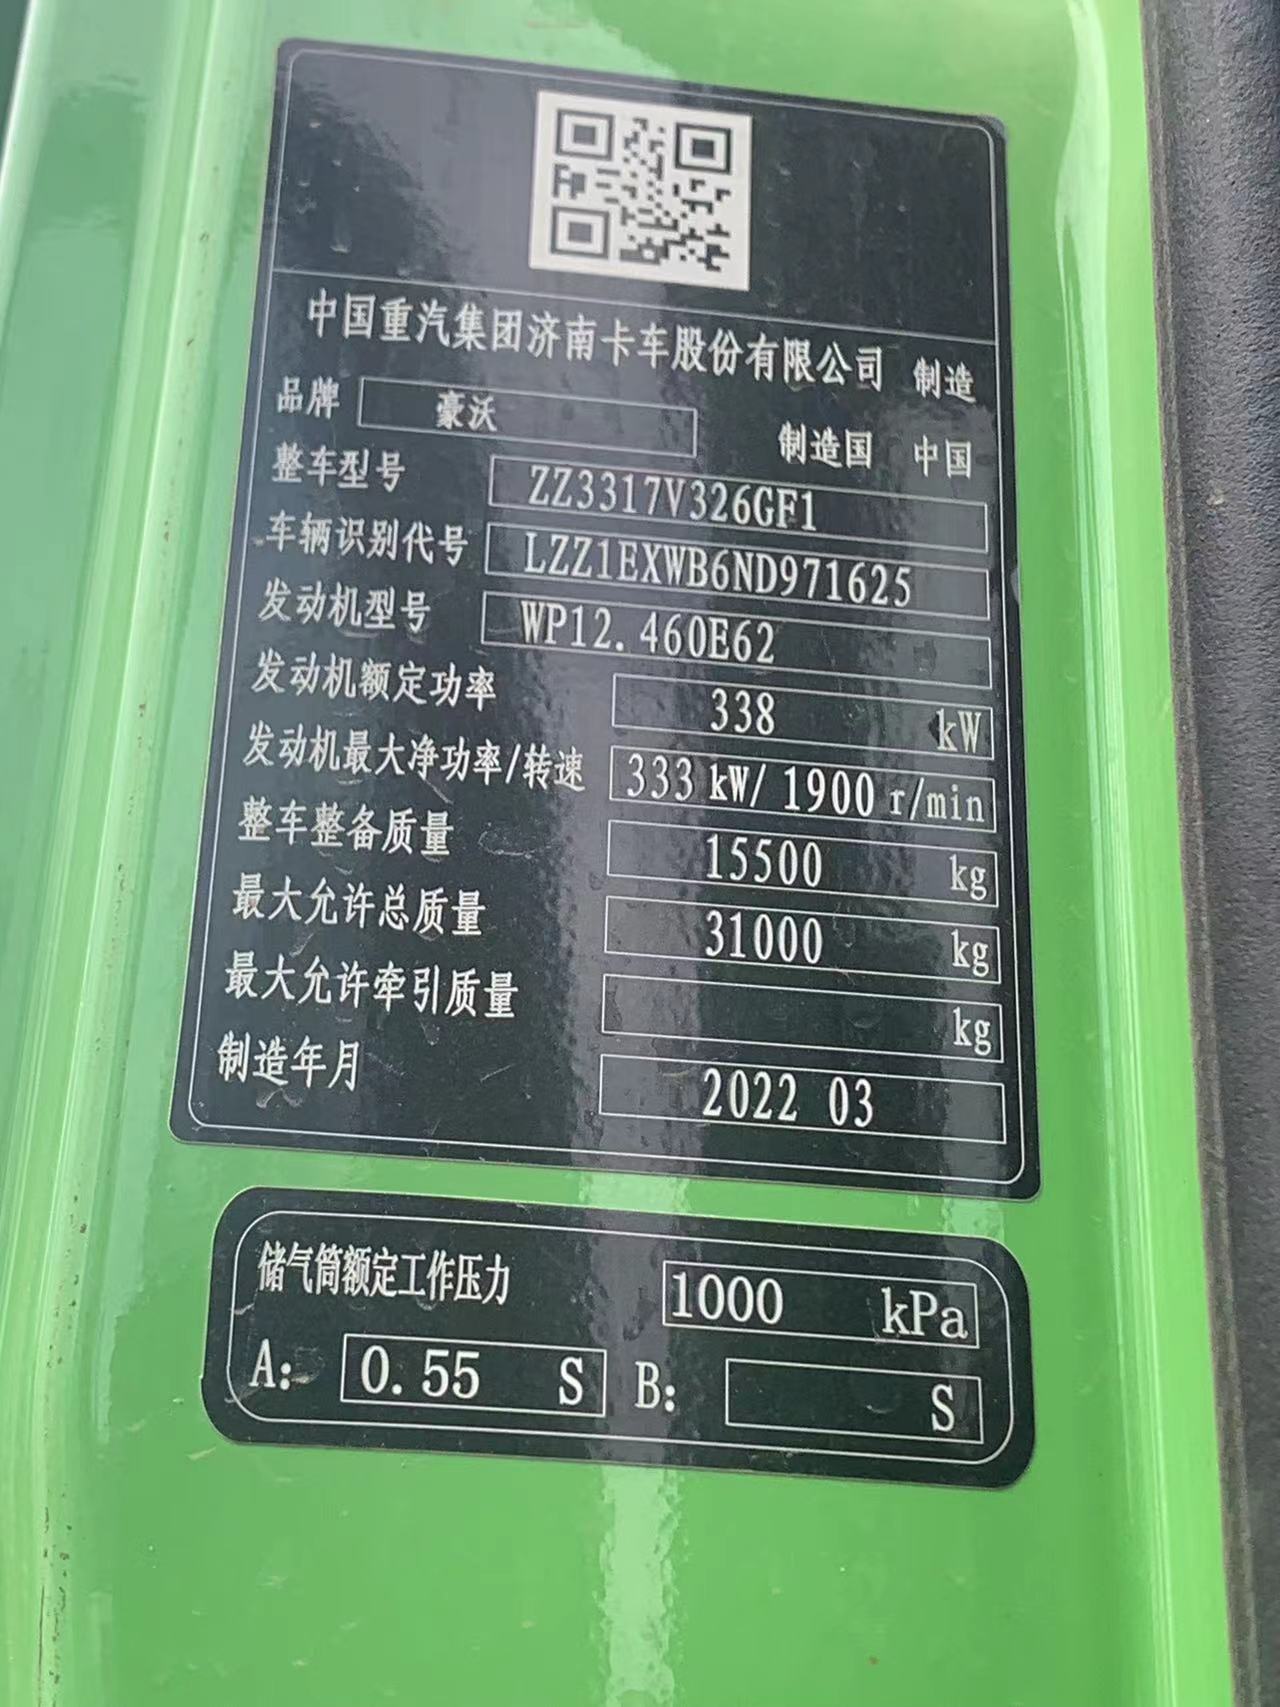 中国重汽集团济南卡车股份有限公司 制造
品牌 豪沃 制造国 中国
整车型号 ZZ3317V326GF1
车辆识别代号 LZZ1EXWB6ND971625
发动机型号 WP12.460E62
发动机额定功率 338 kW
发动机最大净功率/转速 333 kW/ 1900 r/min
整车整备质量 15500 kg
最大允许总质量 31000 kg
最大允许牵引质量 kg
制造年月 2022 03
储气筒额定工作压力 1000 kPa
A: 0.55 S B: S